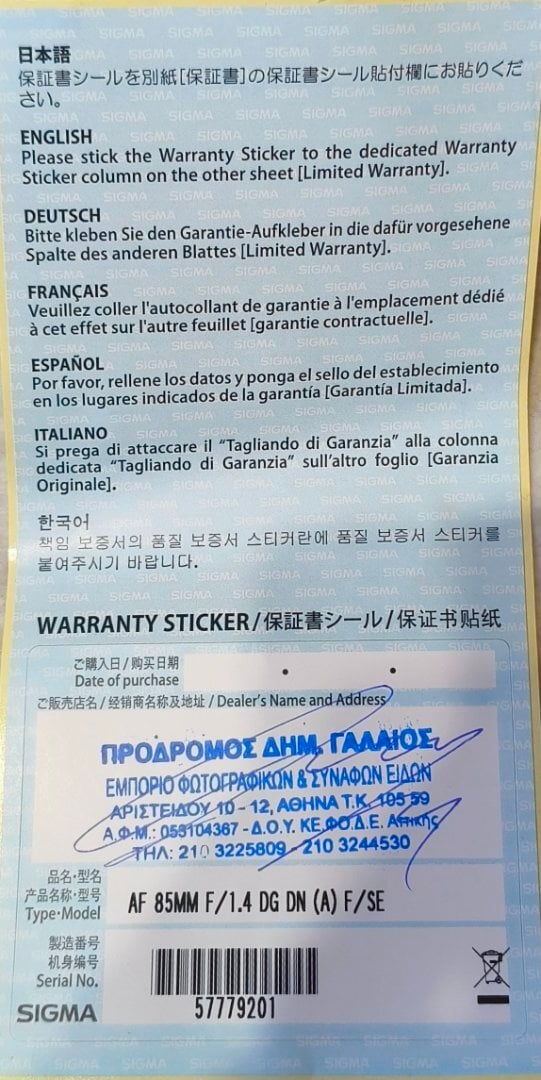 日本語
保証書シールを別紙[保証書]の保証書シール貼付欄にお貼りくだ
さい。
ENGLISH
Please stick the Warranty Sticker to the dedicated Warranty
Sticker column on the other sheet [Limited Warranty].
DEUTSCH
Bitte kleben Sie den Garantie-Aufkleber in die dafür vorgesehene
Spalte des anderen Blattes [Limited Warranty].
FRANÇAIS
Veuillez coller l'autocollant de garantie à l'emplacement dédié
à cet effet sur l'autre feuillet [garantie contractuelle].
ESPAÑOL
Por favor, rellene los datos y ponga el sello del establecimiento
en los lugares indicados de la garantía [Garantía Limitada].
ITALIANO
Si prega di attaccare il “Tagliando di Garanzia” alla colonna
dedicata “Tagliando di Garanzia” sull'altro foglio [Garanzia
Originale].
한국어
책임 보증서의 품질 보증서 스티커란에 품질 보증서 스티커를
붙여주시기 바랍니다.
WARRANTY STICKER/保証書シール/保证书贴纸
ご購入日/购买日期
Date of purchase
ご販売店名/经销商名称及地址/Dealer's Name and Address
ΠΡΟΔΡΟΜΟΣ ΔΗΜ. ΓΑΛΑΙΟΣ
ΕΜΠΟΡΙΟ ΦΩΤΟΓΡΑΦΙΚΩΝ & ΣΥΝΑΦΩΝ ΕΙΔΩΝ
ΑΡΙΣΤΕΙΔΟΥ 10 - 12, ΑΘΗΝΑ Τ.Κ. 105 59
Α.Φ.Μ.: 053104367 - Δ.Ο.Υ. ΚΕ.ΦΟ.Δ.Ε. Αττικής
ΤΗΛ: 210 3225809 - 210 3244530
品名・型名
产品名称・型号
Type・Model
AF 85MM F/1.4 DG DN (A) F/SE
製造番号
机身编号
Serial No.
57779201
SIGMA